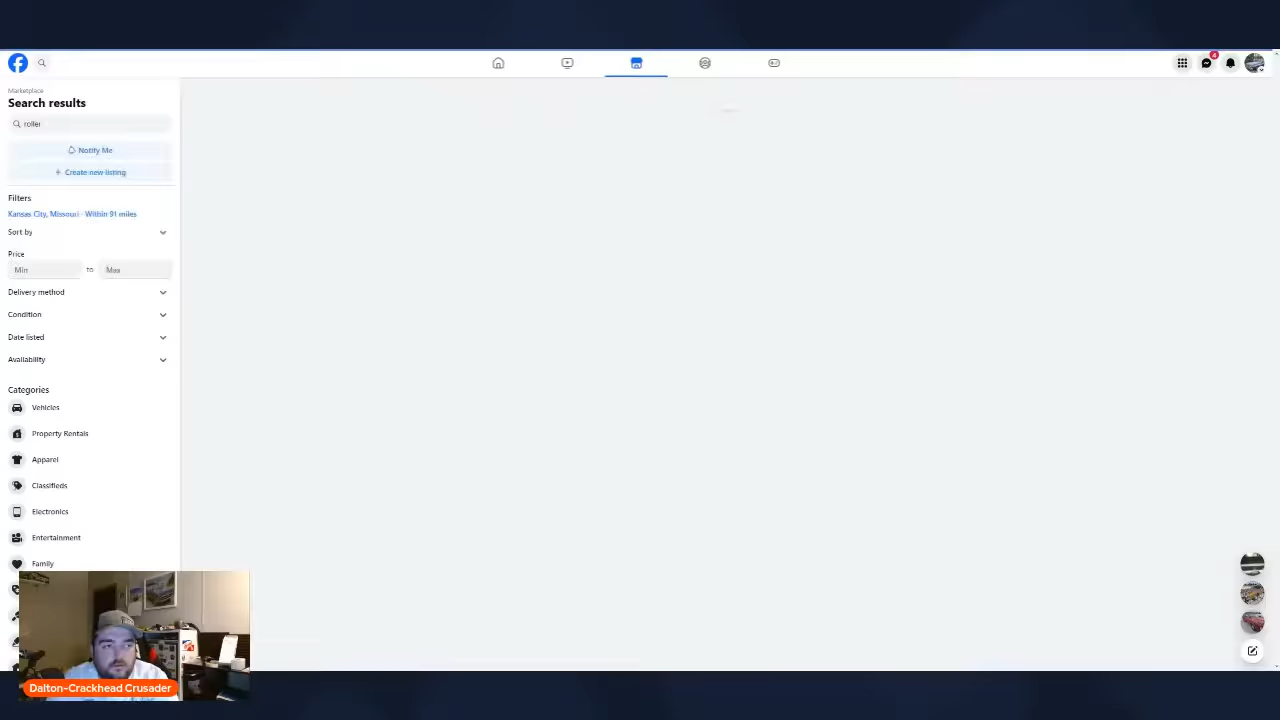 4
Marketplace
Search results
roller
Notify Me
+ Create new listing
Filters
Kansas City, Missouri · Within 91 miles
Sort by
Price
Min to Max
Delivery method
Condition
Date listed
Availability
Categories
Vehicles
Property Rentals
Apparel
Classifieds
Electronics
Entertainment
Family
Dalton-Crackhead Crusader